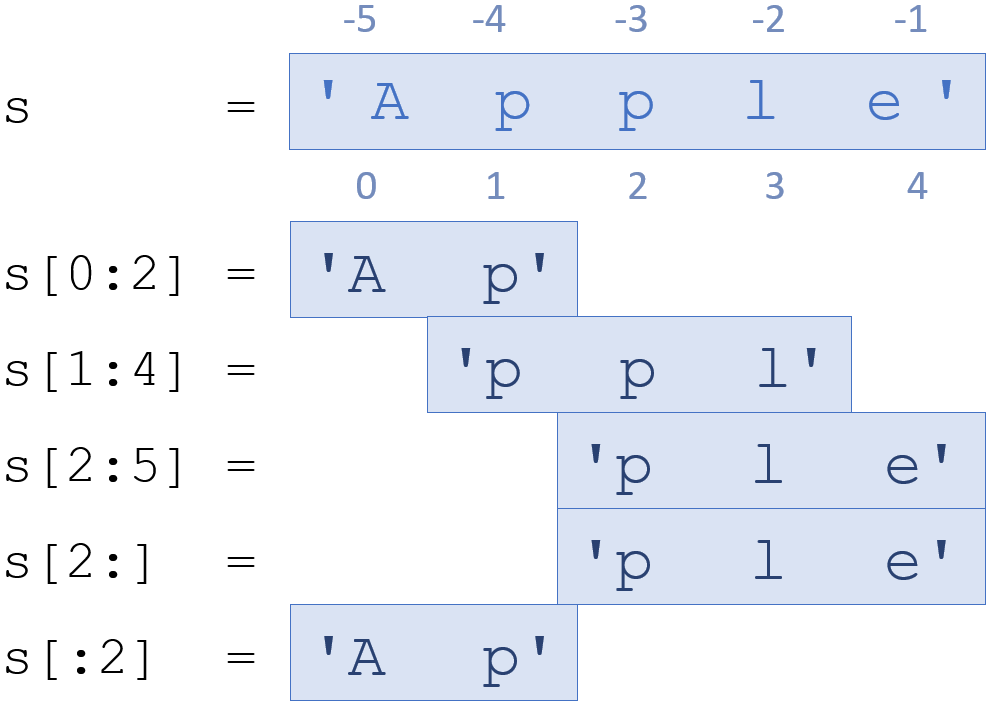 -5 -4 -3 -2 -1
s = 'A p p l e'
0 1 2 3 4
s[0:2] = 'A p'
s[1:4] = 'p p l'
s[2:5] = 'p l e'
s[2:] = 'p l e'
s[:2] = 'A p'